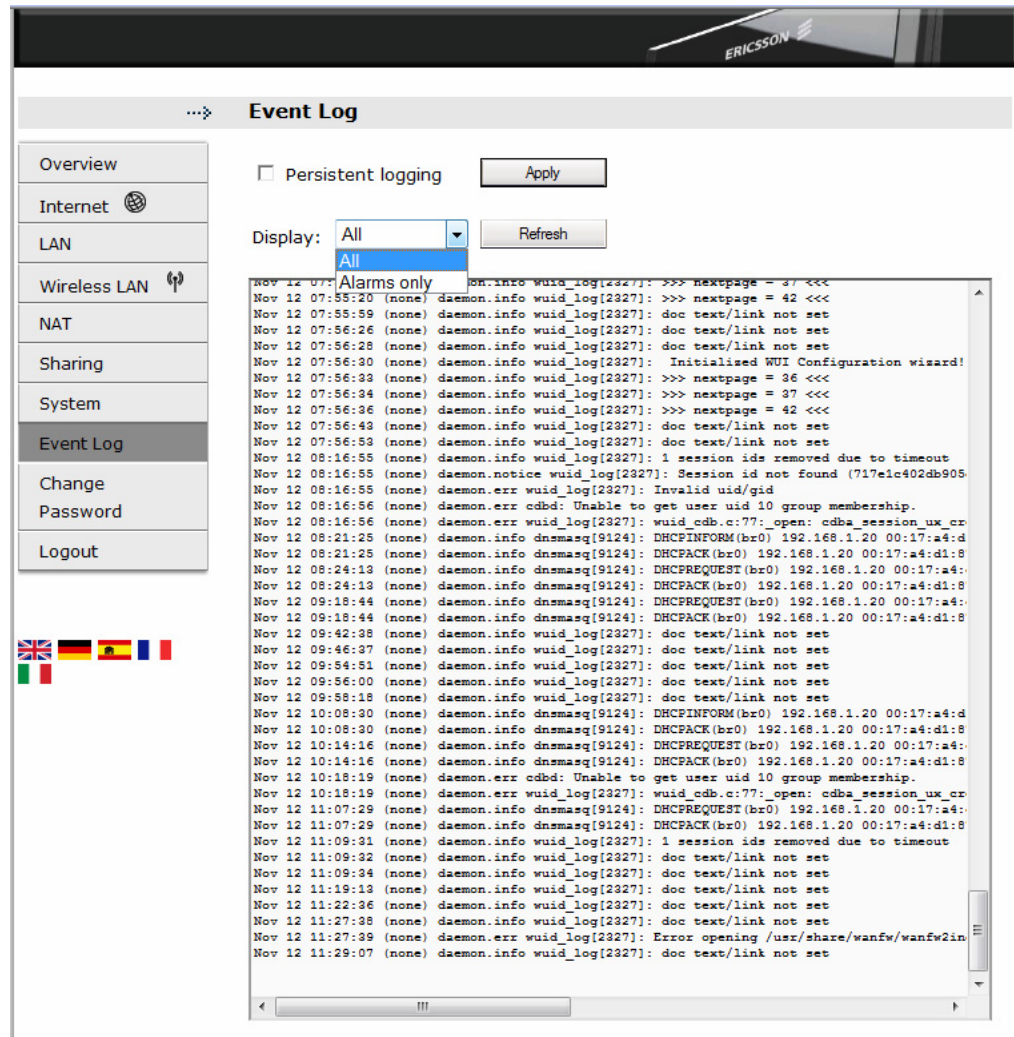 ERICSSON
Event Log
Overview
Internet
LAN
Wireless LAN
NAT
Sharing
System
Event Log
Change
Password
Logout
Persistent logging
Apply
Display: All
Refresh
All
Alarms only
Nov 12 07: daemon.info wuid_log[2327]: >>> nextpage = 37 <<<
Nov 12 07:55:20 (none) daemon.info wuid_log[2327]: >>> nextpage = 42 <<<
Nov 12 07:55:59 (none) daemon.info wuid_log[2327]: doc text/link not set
Nov 12 07:56:26 (none) daemon.info wuid_log[2327]: doc text/link not set
Nov 12 07:56:28 (none) daemon.info wuid_log[2327]: doc text/link not set
Nov 12 07:56:30 (none) daemon.info wuid_log[2327]: Initialized WUI Configuration wizard!
Nov 12 07:56:33 (none) daemon.info wuid_log[2327]: >>> nextpage = 36 <<<
Nov 12 07:56:34 (none) daemon.info wuid_log[2327]: >>> nextpage = 37 <<<
Nov 12 07:56:36 (none) daemon.info wuid_log[2327]: >>> nextpage = 42 <<<
Nov 12 07:56:43 (none) daemon.info wuid_log[2327]: doc text/link not set
Nov 12 07:56:53 (none) daemon.info wuid_log[2327]: doc text/link not set
Nov 12 08:16:55 (none) daemon.info wuid_log[2327]: 1 session ids removed due to timeout
Nov 12 08:16:55 (none) daemon.notice wuid_log[2327]: Session id not found (717e1c402db905
Nov 12 08:16:55 (none) daemon.err wuid_log[2327]: Invalid uid/gid
Nov 12 08:16:56 (none) daemon.err cdbd: Unable to get user uid 10 group membership.
Nov 12 08:16:56 (none) daemon.err wuid_log[2327]: wuid_cdb.c:77:_open: cdba_session_ux_cr
Nov 12 08:21:25 (none) daemon.info dnsmasq[9124]: DHCPINFORM(br0) 192.168.1.20 00:17:a4:d
Nov 12 08:21:25 (none) daemon.info dnsmasq[9124]: DHCPACK(br0) 192.168.1.20 00:17:a4:d1:8
Nov 12 08:24:13 (none) daemon.info dnsmasq[9124]: DHCPREQUEST(br0) 192.168.1.20 00:17:a4:
Nov 12 08:24:13 (none) daemon.info dnsmasq[9124]: DHCPACK(br0) 192.168.1.20 00:17:a4:d1:8
Nov 12 09:18:44 (none) daemon.info dnsmasq[9124]: DHCPREQUEST(br0) 192.168.1.20 00:17:a4:
Nov 12 09:18:44 (none) daemon.info dnsmasq[9124]: DHCPACK(br0) 192.168.1.20 00:17:a4:d1:8
Nov 12 09:42:38 (none) daemon.info wuid_log[2327]: doc text/link not set
Nov 12 09:46:37 (none) daemon.info wuid_log[2327]: doc text/link not set
Nov 12 09:54:51 (none) daemon.info wuid_log[2327]: doc text/link not set
Nov 12 09:56:00 (none) daemon.info wuid_log[2327]: doc text/link not set
Nov 12 09:58:18 (none) daemon.info wuid_log[2327]: doc text/link not set
Nov 12 10:08:30 (none) daemon.info dnsmasq[9124]: DHCPINFORM(br0) 192.168.1.20 00:17:a4:d
Nov 12 10:08:30 (none) daemon.info dnsmasq[9124]: DHCPACK(br0) 192.168.1.20 00:17:a4:d1:8
Nov 12 10:14:16 (none) daemon.info dnsmasq[9124]: DHCPREQUEST(br0) 192.168.1.20 00:17:a4:
Nov 12 10:14:16 (none) daemon.info dnsmasq[9124]: DHCPACK(br0) 192.168.1.20 00:17:a4:d1:8
Nov 12 10:18:19 (none) daemon.err cdbd: Unable to get user uid 10 group membership.
Nov 12 10:18:19 (none) daemon.err wuid_log[2327]: wuid_cdb.c:77:_open: cdba_session_ux_cr
Nov 12 11:07:29 (none) daemon.info dnsmasq[9124]: DHCPREQUEST(br0) 192.168.1.20 00:17:a4:
Nov 12 11:07:29 (none) daemon.info dnsmasq[9124]: DHCPACK(br0) 192.168.1.20 00:17:a4:d1:8
Nov 12 11:09:31 (none) daemon.info wuid_log[2327]: 1 session ids removed due to timeout
Nov 12 11:09:32 (none) daemon.info wuid_log[2327]: doc text/link not set
Nov 12 11:09:34 (none) daemon.info wuid_log[2327]: doc text/link not set
Nov 12 11:19:13 (none) daemon.info wuid_log[2327]: doc text/link not set
Nov 12 11:22:36 (none) daemon.info wuid_log[2327]: doc text/link not set
Nov 12 11:27:38 (none) daemon.info wuid_log[2327]: doc text/link not set
Nov 12 11:27:39 (none) daemon.err wuid_log[2327]: Error opening /usr/share/wanfw/wanfw2in
Nov 12 11:29:07 (none) daemon.info wuid_log[2327]: doc text/link not set